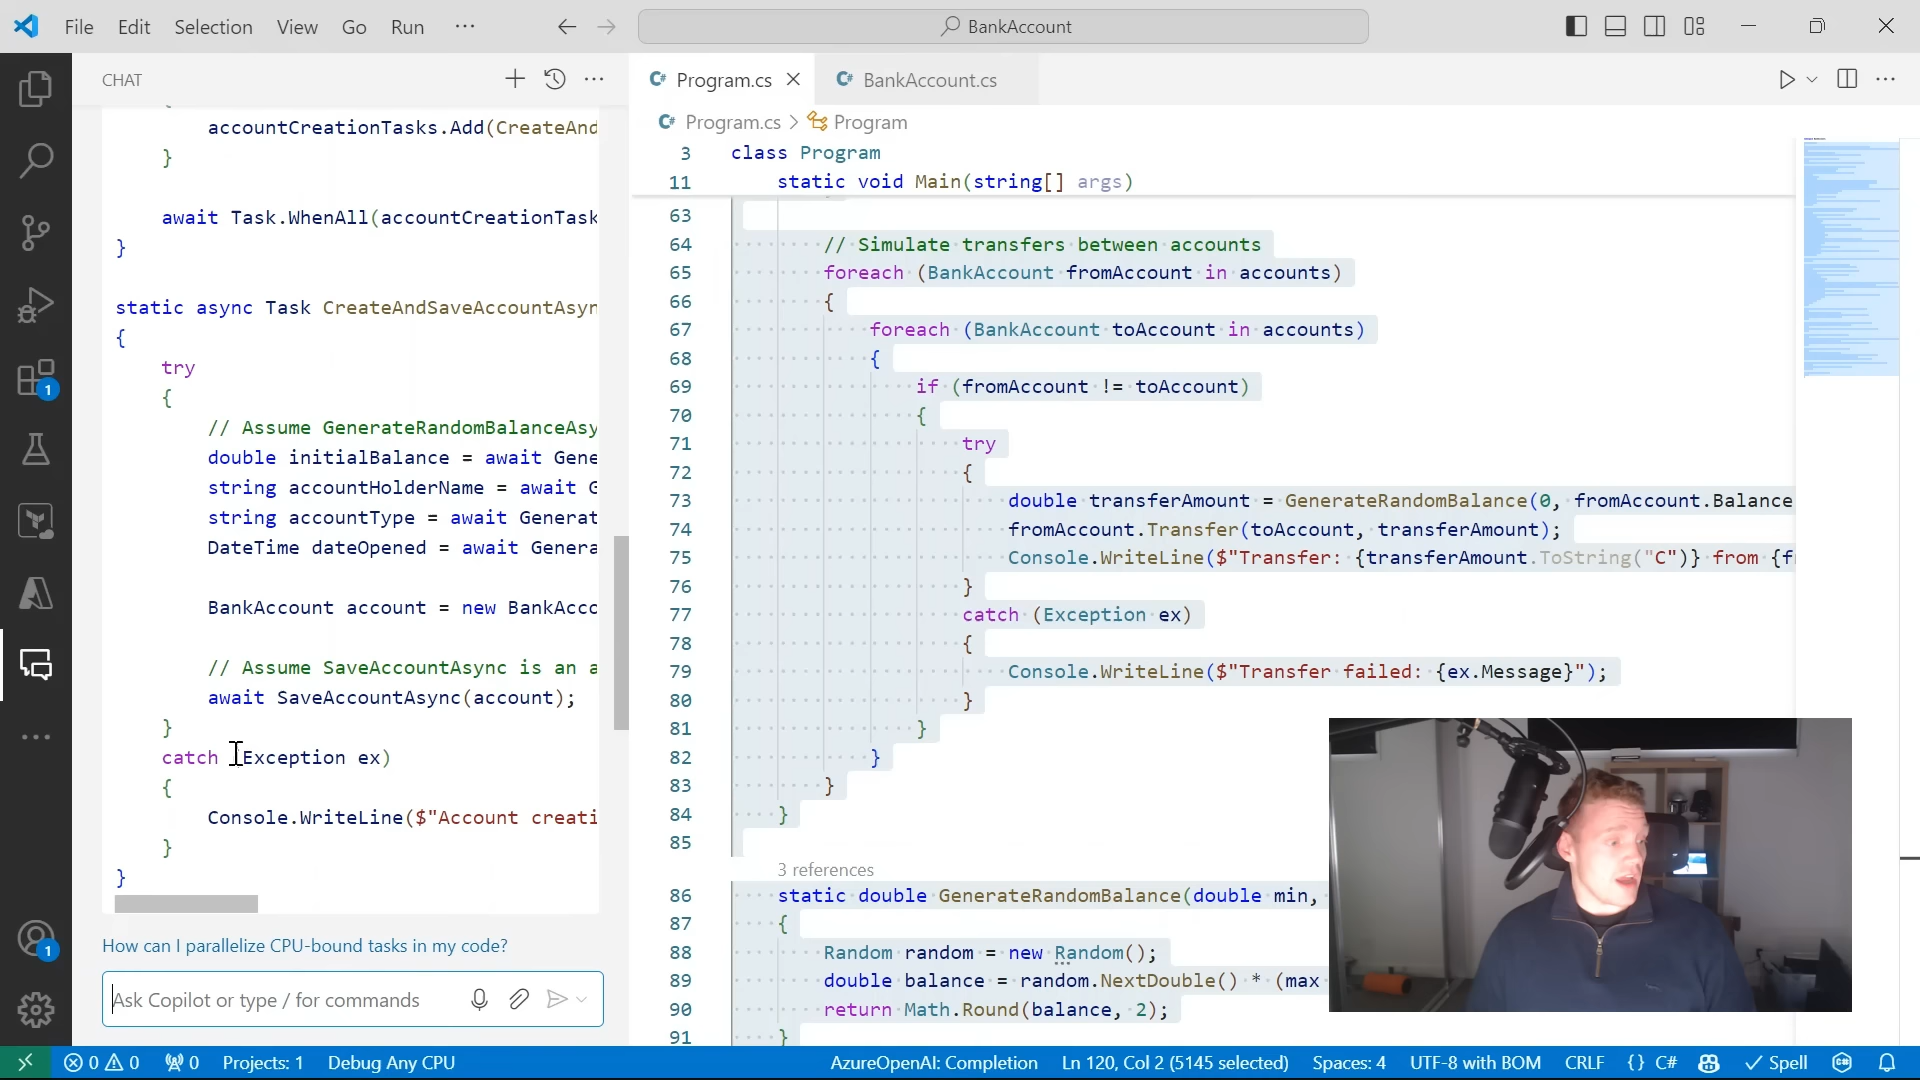 File Edit Selection View Go Run ···
BankAccount
CHAT
accountCreationTasks.Add(CreateAnd
}
await Task.WhenAll(accountCreationTask
}
static async Task CreateAndSaveAccountAsyn
{
try
{
// Assume GenerateRandomBalanceAsy
double initialBalance = await Gene
string accountHolderName = await G
string accountType = await Generat
DateTime dateOpened = await Genera
BankAccount account = new BankAcco
// Assume SaveAccountAsync is an a
await SaveAccountAsync(account);
}
catch (Exception ex)
{
Console.WriteLine($"Account creati
}
}
How can I parallelize CPU-bound tasks in my code?
Ask Copilot or type / for commands
1
1
Program.cs
BankAccount.cs
Program.cs > Program
3 class Program
11 static void Main(string[] args)
63
64 // Simulate transfers between accounts
65 foreach (BankAccount fromAccount in accounts)
66 {
67 foreach (BankAccount toAccount in accounts)
68 {
69 if (fromAccount != toAccount)
70 {
71 try
72 {
73 double transferAmount = GenerateRandomBalance(0, fromAccount.Balance
74 fromAccount.Transfer(toAccount, transferAmount);
75 Console.WriteLine($"Transfer: {transferAmount.ToString("C")} from {f
76 }
77 catch (Exception ex)
78 {
79 Console.WriteLine($"Transfer failed: {ex.Message}");
80 }
81 }
82 }
83 }
84 }
85
3 references
86 static double GenerateRandomBalance(double min,
87 {
88 Random random = new Random();
89 double balance = random.NextDouble() * (max
90 return Math.Round(balance, 2);
91 }
0 0 0 Projects: 1 Debug Any CPU
AzureOpenAI: Completion Ln 120, Col 2 (5145 selected) Spaces: 4 UTF-8 with BOM CRLF {} C# Spell